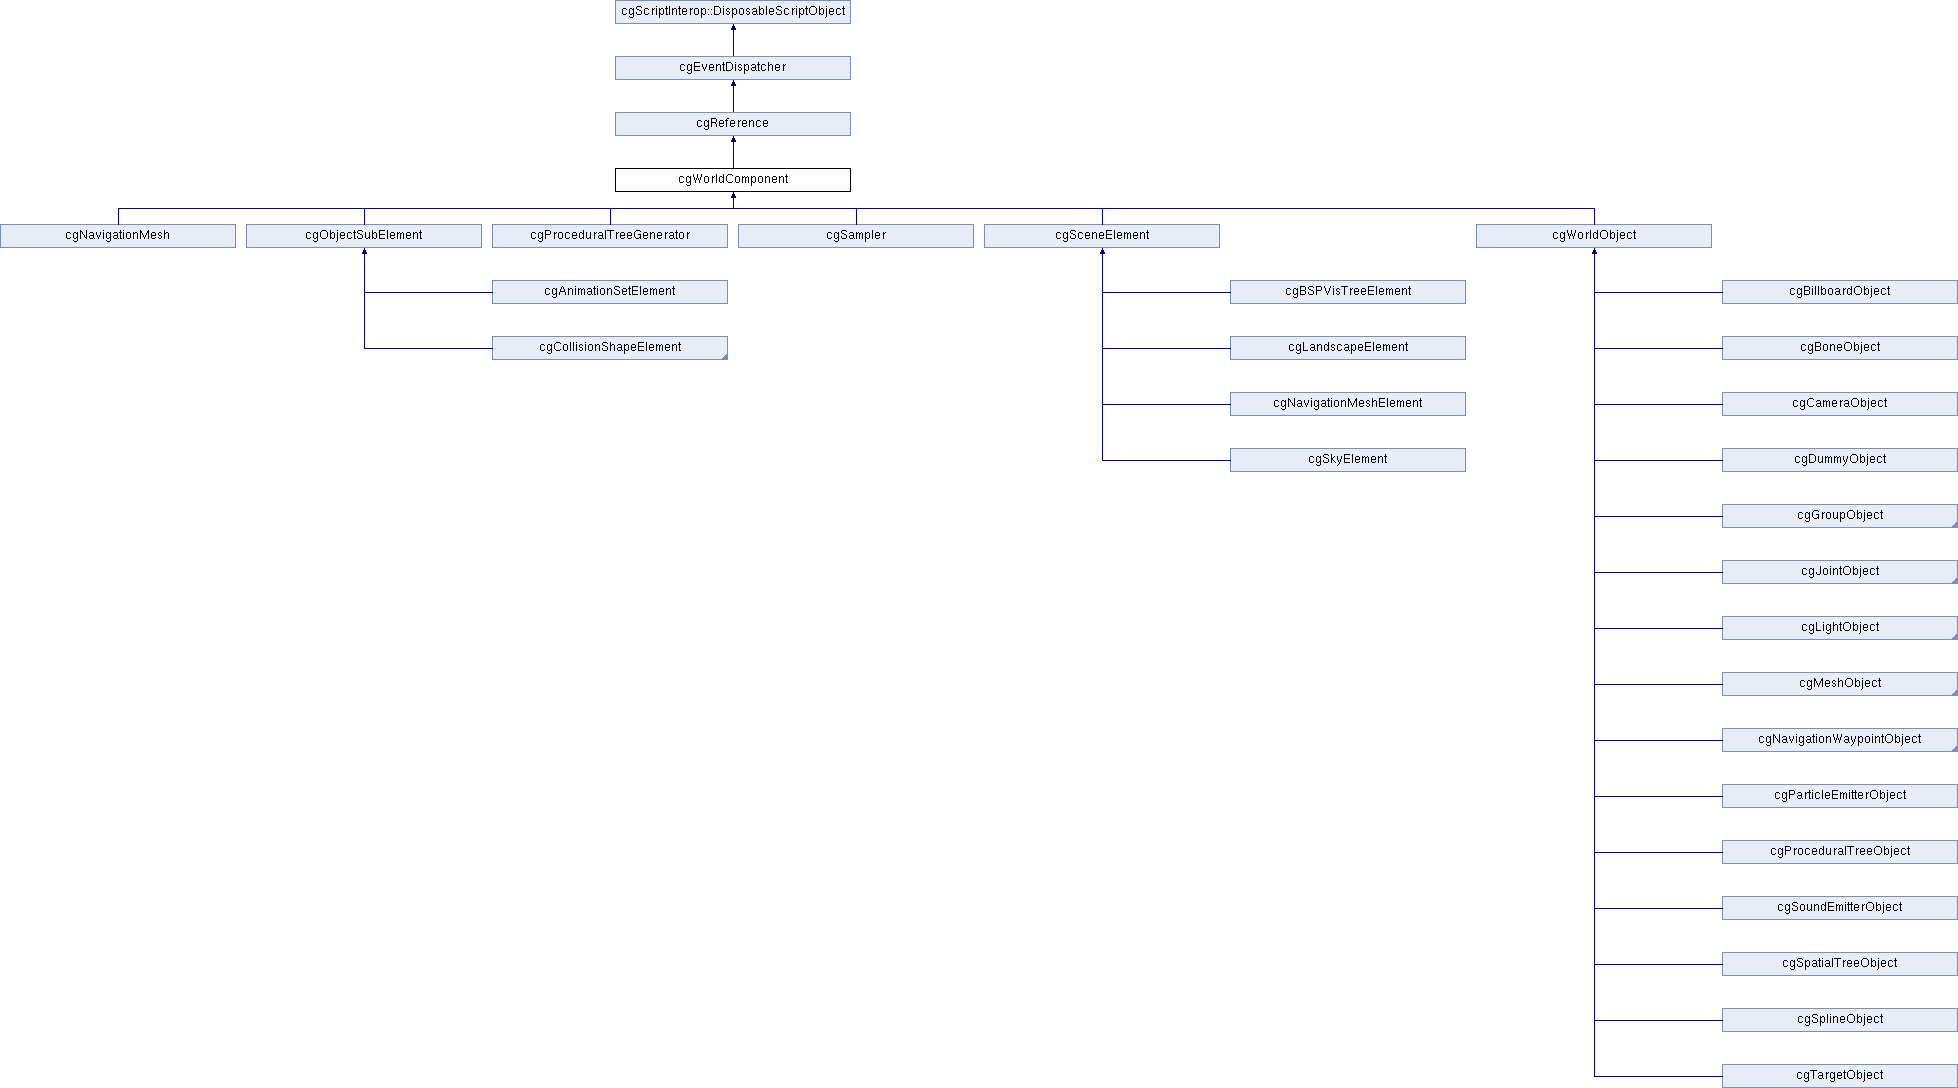 cgScriptInterop::DisposableScriptObject
cgEventDispatcher
cgReference
cgWorldComponent
cgNavigationMesh
cgObjectSubElement
cgProceduralTreeGenerator
cgSampler
cgSceneElement
cgWorldObject
cgAnimationSetElement
cgBSPVisTreeElement
cgBillboardObject
cgCollisionShapeElement
cgLandscapeElement
cgBoneObject
cgNavigationMeshElement
cgCameraObject
cgSkyElement
cgDummyObject
cgGroupObject
cgJointObject
cgLightObject
cgMeshObject
cgNavigationWaypointObject
cgParticleEmitterObject
cgProceduralTreeObject
cgSoundEmitterObject
cgSpatialTreeObject
cgSplineObject
cgTargetObject